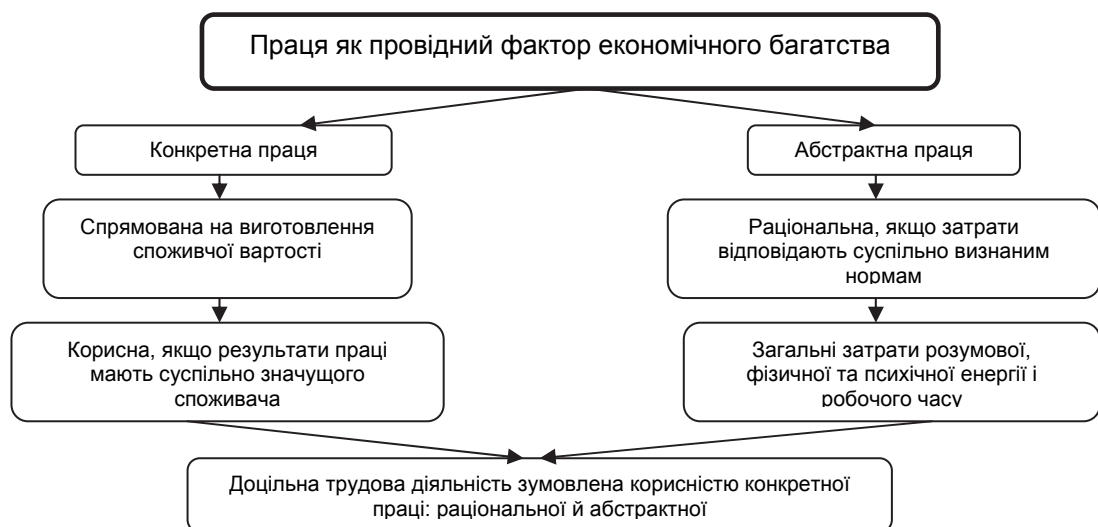 Праця як провідний фактор економічного багатства
Конкретна праця
Абстрактна праця
Спрямована на виготовлення
споживчої вартості
Раціональна, якщо затрати
відповідають суспільно визнаним
нормам
Корисна, якщо результати праці
мають суспільно значущого
споживача
Загальні затрати розумової,
фізичної та психічної енергії і
робочого часу
Доцільна трудова діяльність зумовлена корисністю конкретної
праці: раціональної й абстрактної